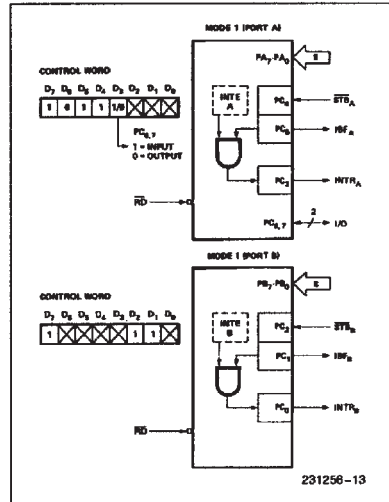 MODE 1 (PORT A)
PA7-PA0
8
CONTROL WORD
D7 D6 D5 D4 D3 D2 D1 D0
1 0 1 1 1/0
PC6,7
1 = INPUT
0 = OUTPUT
INTE
A
PC4
STBA
PC5
IBFA
PC3
INTRA
RD
PC6,7
2
I/O
MODE 1 (PORT B)
PB7-PB0
8
CONTROL WORD
D7 D6 D5 D4 D3 D2 D1 D0
1 1 1
INTE
B
PC2
STBB
PC1
IBFB
PC0
INTRB
RD
231256-13